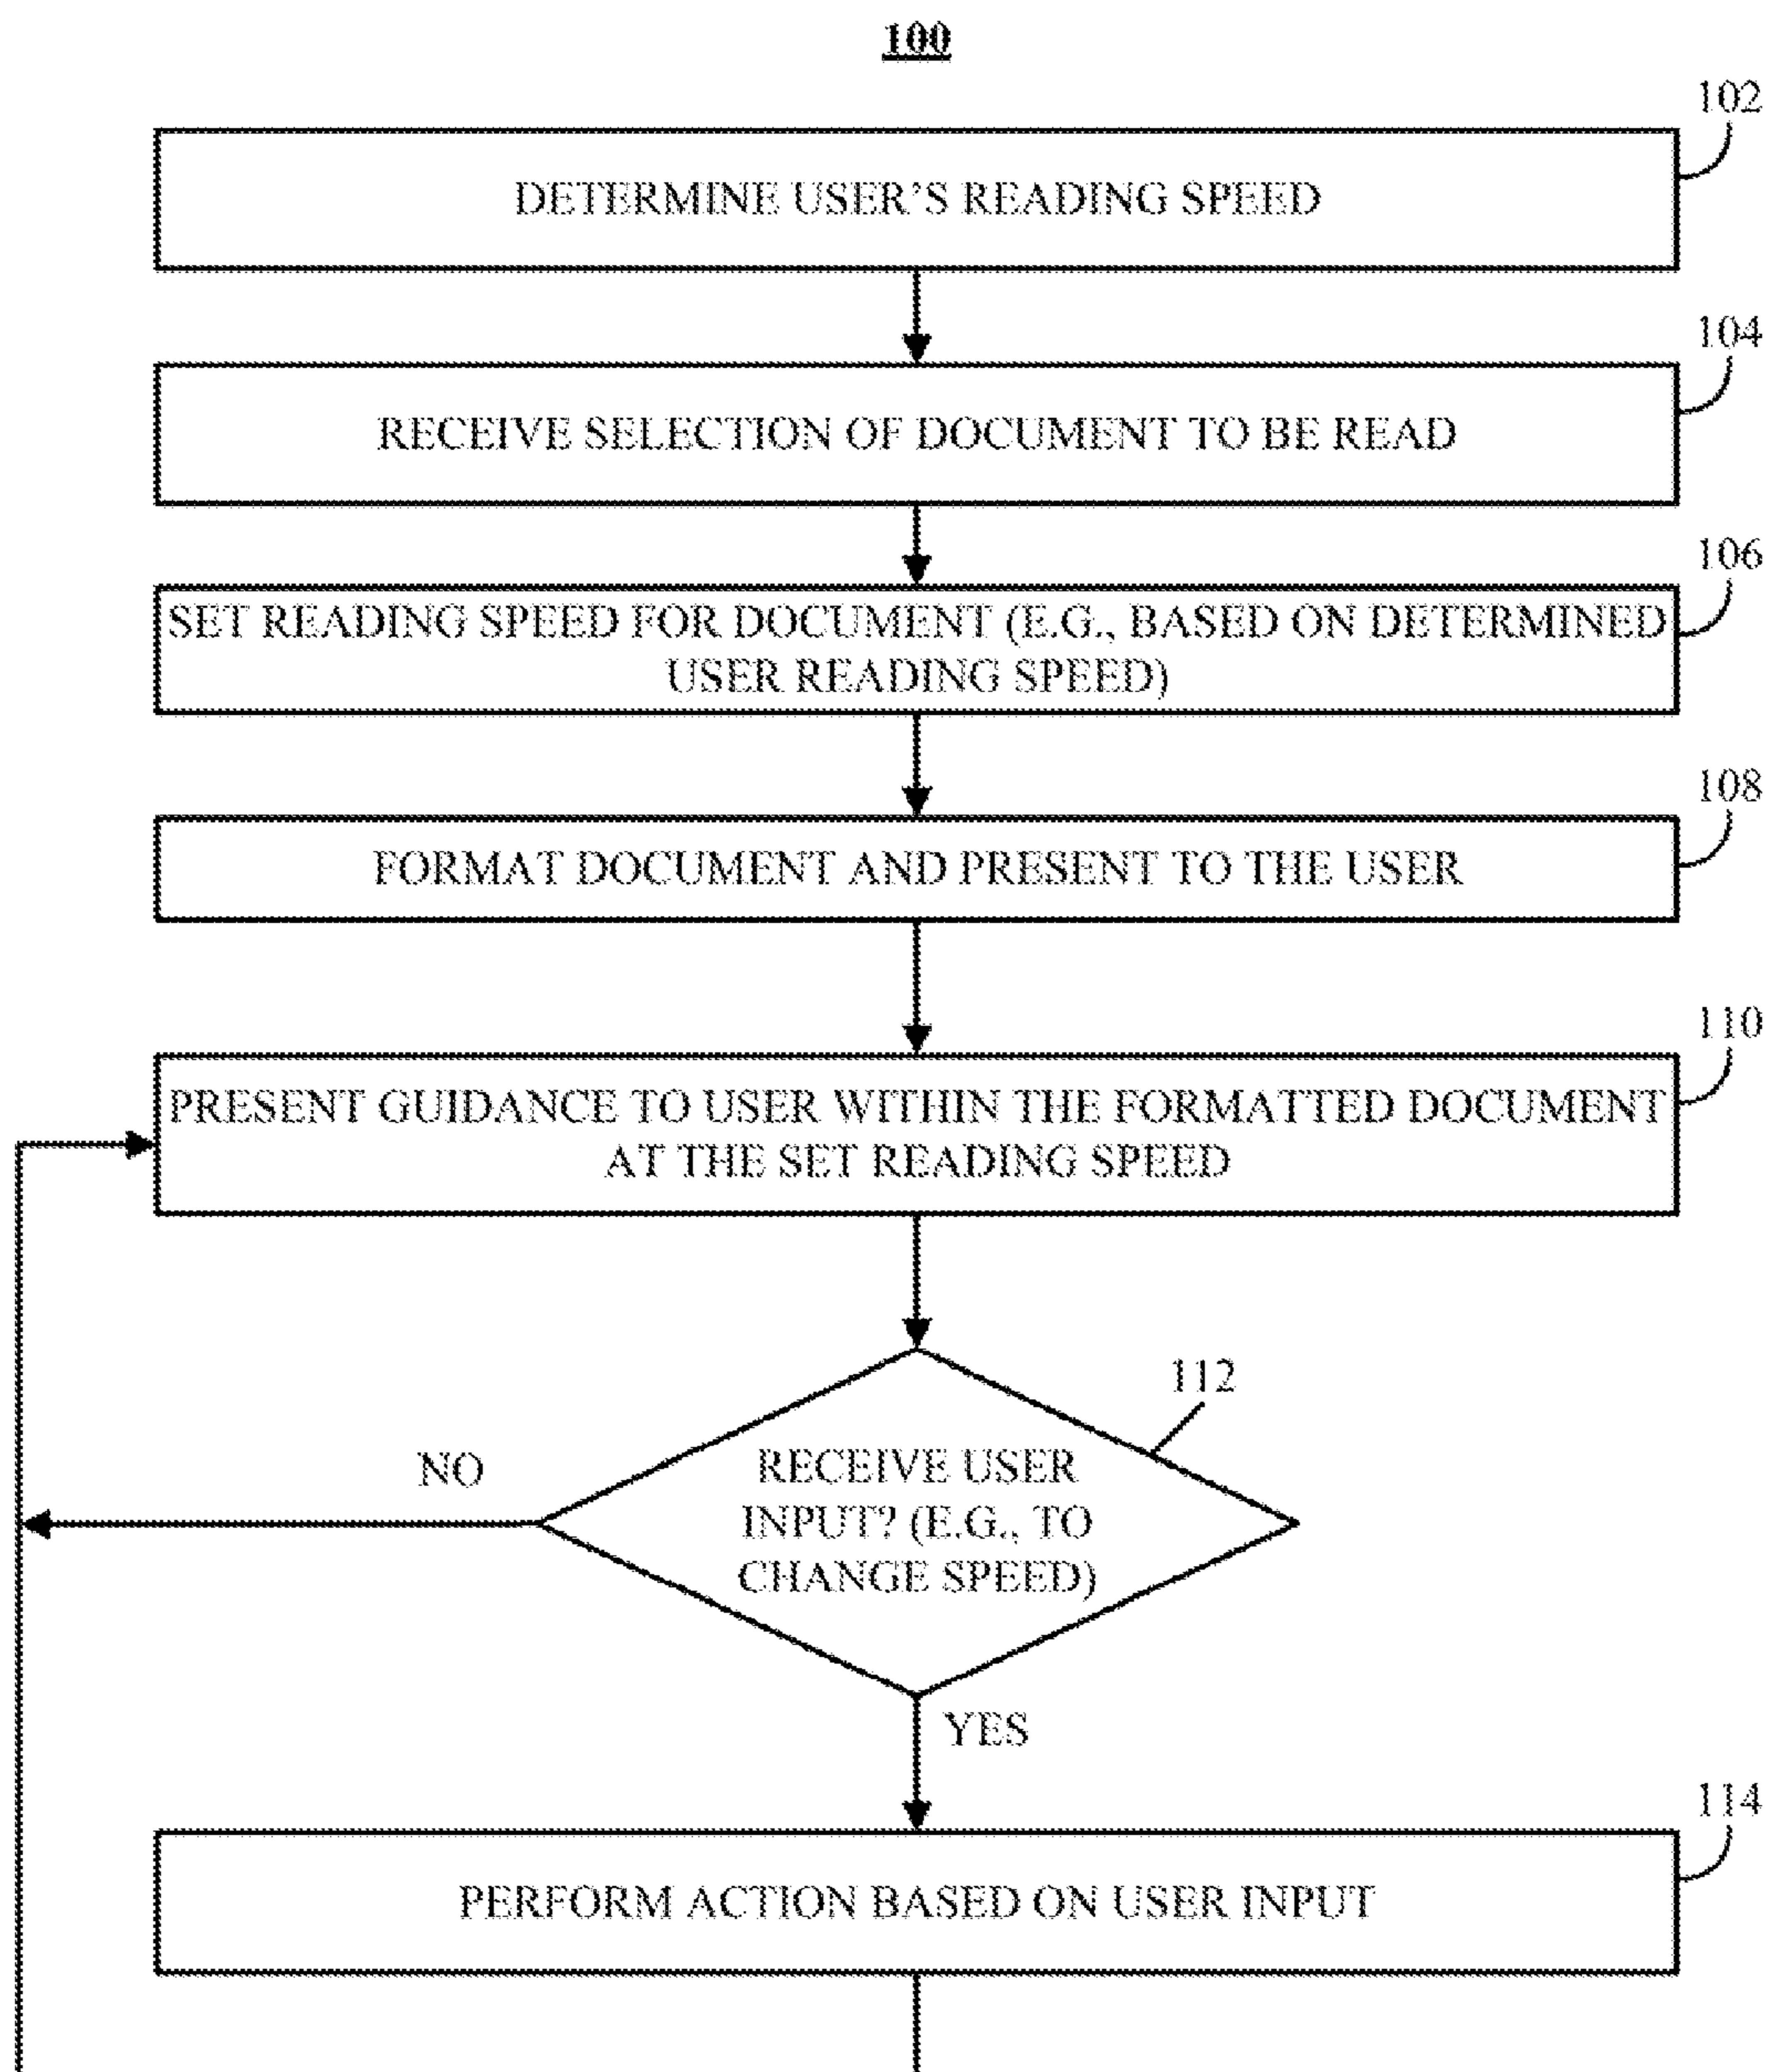 100
102
DETERMINE USER'S READING SPEED
104
RECEIVE SELECTION OF DOCUMENT TO BE READ
106
SET READING SPEED FOR DOCUMENT (E.G., BASED ON DETERMINED
USER READING SPEED)
108
FORMAT DOCUMENT AND PRESENT TO THE USER
110
PRESENT GUIDANCE TO USER WITHIN THE FORMATTED DOCUMENT
AT THE SET READING SPEED
112
NO
RECEIVE USER
INPUT? (E.G., TO
CHANGE SPEED)
YES
114
PERFORM ACTION BASED ON USER INPUT